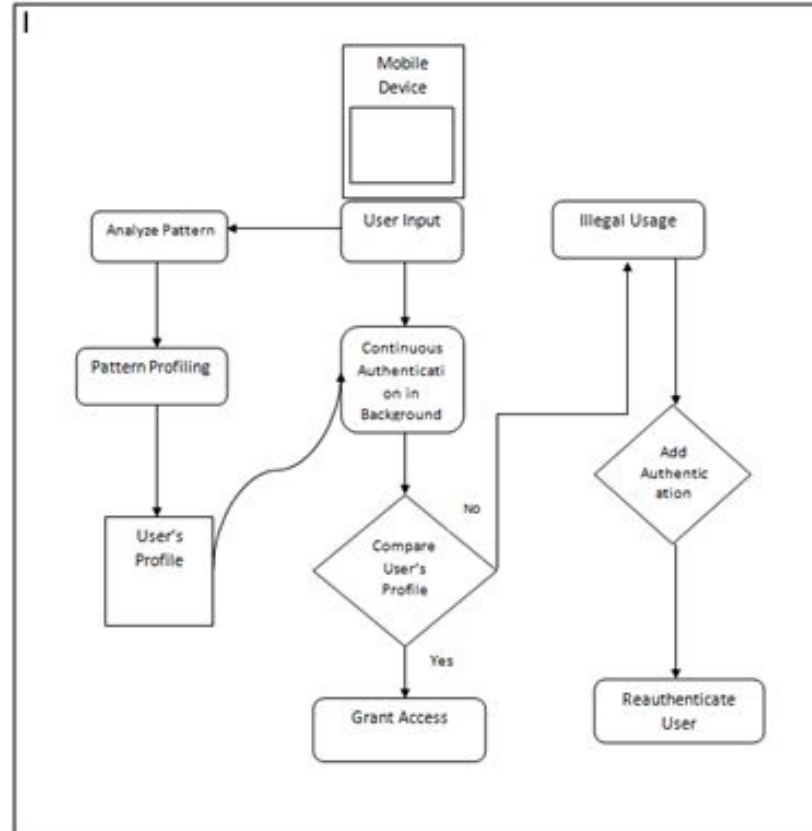 Mobile
Device
User Input
Analyze Pattern
Pattern Profiling
User's
Profile
Continuous
Authenticati
on in
Background
Compare
User's
Profile
No
Yes
Grant Access
Illegal Usage
Add
Authentic
ation
Reauthenticate
User